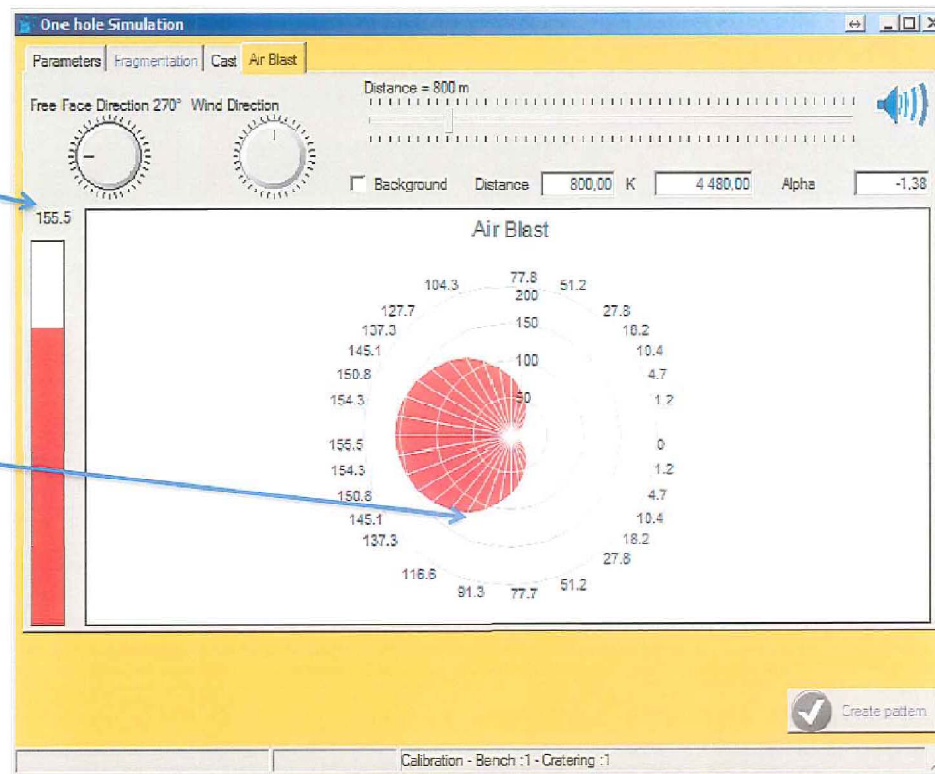 One hole Simulation
Parameters Fragmentation Cast Air Blast
Distance = 800 m
Free Face Direction 270° Wind Direction
Background Distance 800,00 K 4 480,00 Alpha -1,38
155.5
Air Blast
104.3 77.8 51.2
200
127.7 27.8
150
137.3 18.2
145.1 100 10.4
150.8 4.7
154.3 50 1.2
155.5 0
154.3 1.2
150.8 4.7
145.1 10.4
137.3 18.2
116.6 27.8
91.3 77.7 51.2
Create pattern
Calibration - Bench :1 - Cratering :1